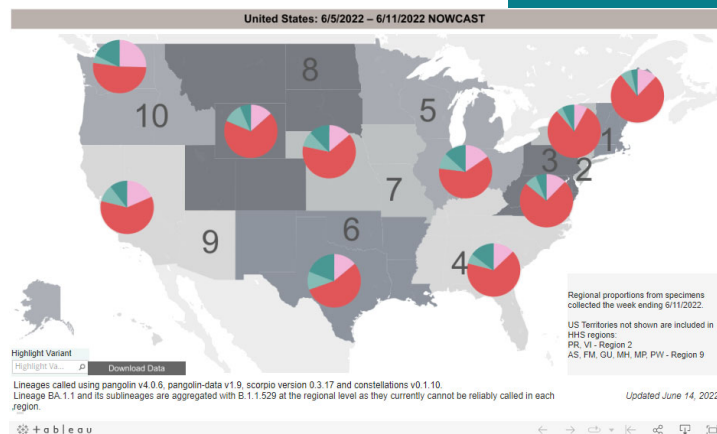 United States: 6/5/2022 – 6/11/2022 NOWCAST
8
10
5
1
3
2
7
6
9
4
Regional proportions from specimens
collected the week ending 6/11/2022.
US Territories not shown are included in
HHS regions:
PR, VI - Region 2
AS, FM, GU, MH, MP, PW - Region 9
Highlight Variant
Highlight Va...
Download Data
Lineages called using pangolin v4.0.6, pangolin-data v1.9, scorpio version 0.3.17 and constellations v0.1.10.
Lineage BA.1.1 and its sublineages are aggregated with B.1.1.529 at the regional level as they currently cannot be reliably called in each
region.
Updated June 14, 2022
+ableau